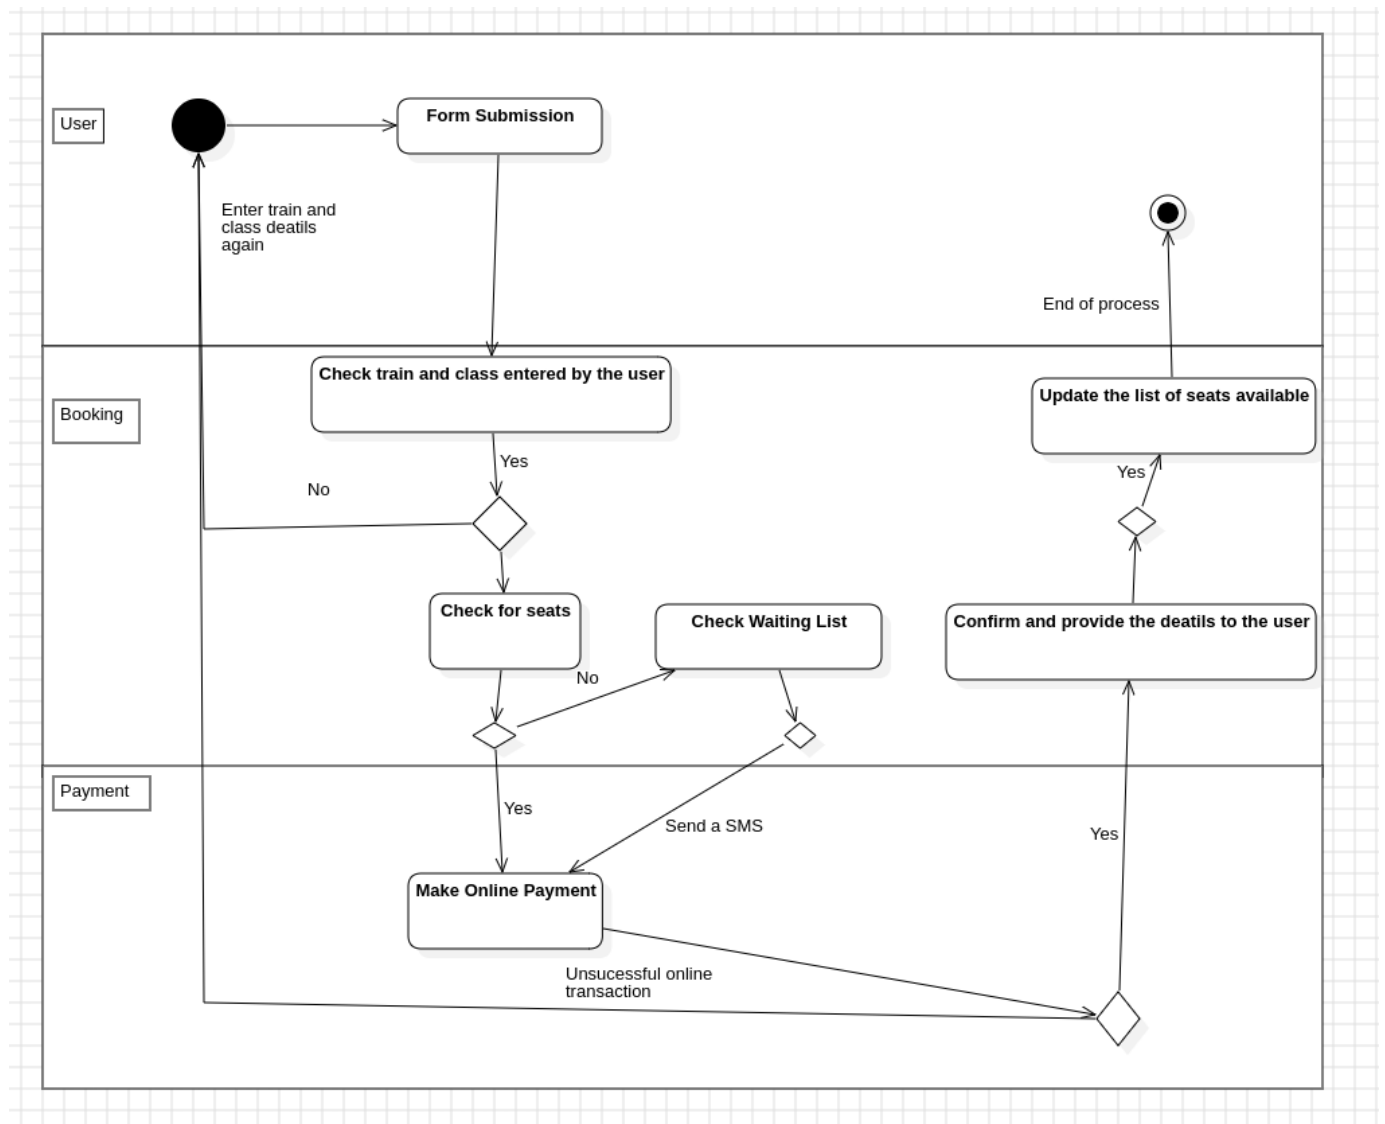 User
Form Submission
Enter train and
class deatils
again
End of process
Check train and class entered by the user
Update the list of seats available
Booking
Yes
Yes
No
Check for seats
Check Waiting List
Confirm and provide the deatils to the user
No
Payment
Yes
Send a SMS
Yes
Make Online Payment
Unsucessful online
transaction